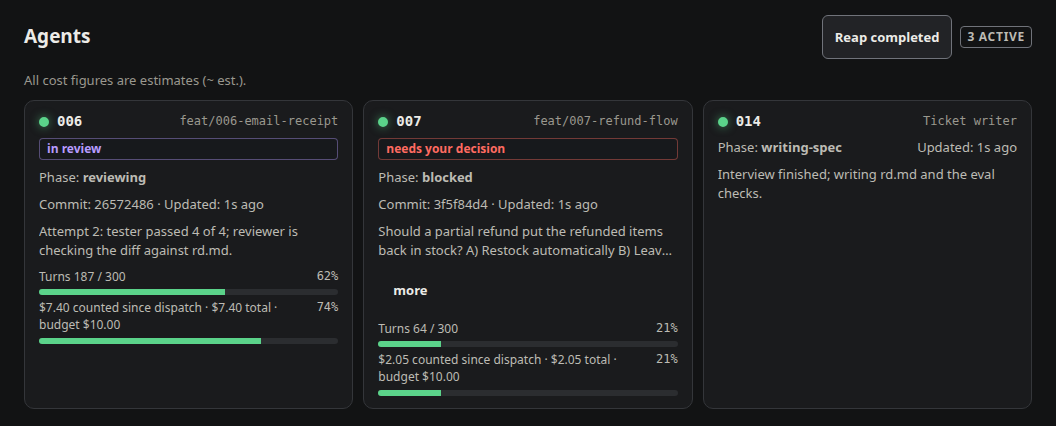 Agents
Reap completed
3 ACTIVE
All cost figures are estimates (~ est.).
006
feat/006-email-receipt
in review
Phase: reviewing
Commit: 26572486 · Updated: 1s ago
Attempt 2: tester passed 4 of 4; reviewer is
checking the diff against rd.md.
Turns 187 / 300
62%
$7.40 counted since dispatch · $7.40 total ·
74%
budget $10.00
007
feat/007-refund-flow
needs your decision
Phase: blocked
Commit: 3f5f84d4 · Updated: 1s ago
Should a partial refund put the refunded items
back in stock? A) Restock automatically B) Leav...
more
Turns 64 / 300
21%
$2.05 counted since dispatch · $2.05 total ·
21%
budget $10.00
014
Ticket writer
Phase: writing-spec
Updated: 1s ago
Interview finished; writing rd.md and the eval
checks.